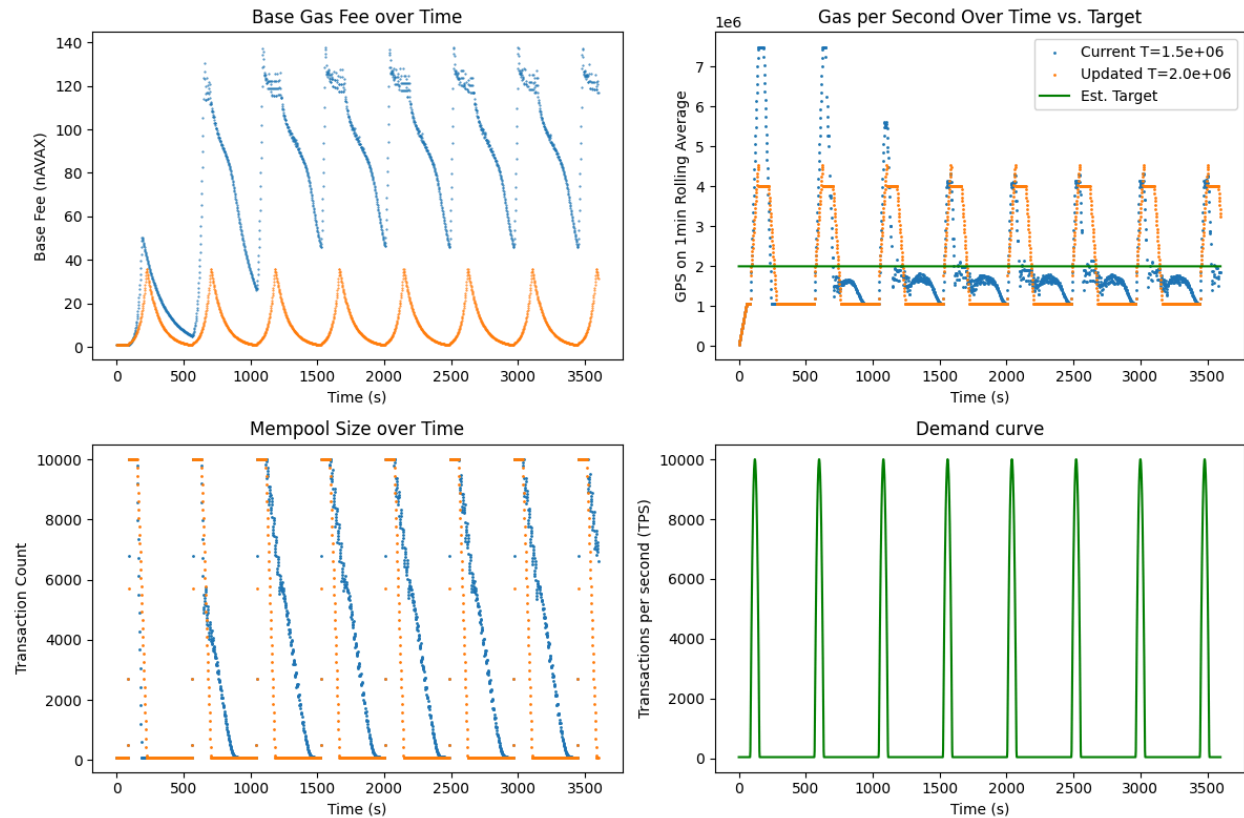 Base Gas Fee over Time
Base Fee (nAVAX)
140
120
100
80
60
40
20
0
0 500 1000 1500 2000 2500 3000 3500
Time (s)
Gas per Second Over Time vs. Target
1e6
GPS on 1min Rolling Average
7
6
5
4
3
2
1
0
Current T=1.5e+06
Updated T=2.0e+06
Est. Target
0 500 1000 1500 2000 2500 3000 3500
Time (s)
Mempool Size over Time
Transaction Count
10000
8000
6000
4000
2000
0
0 500 1000 1500 2000 2500 3000 3500
Time (s)
Demand curve
Transactions per second (TPS)
10000
8000
6000
4000
2000
0
0 500 1000 1500 2000 2500 3000 3500
Time (s)